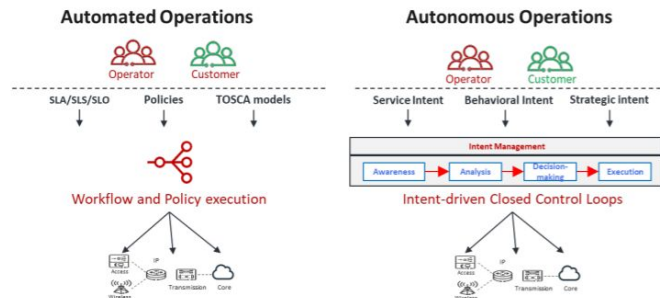 Automated Operations
Operator
Customer
SLA/SLS/SLO
Policies
TOSCA models
Workflow and Policy execution
Access
IP
Wireless
Transmission
Core
Autonomous Operations
Operator
Customer
Service Intent
Behavioral Intent
Strategic intent
Intent Management
Awareness
Analysis
Decision-
making
Execution
Intent-driven Closed Control Loops
Access
IP
Wireless
Transmission
Core